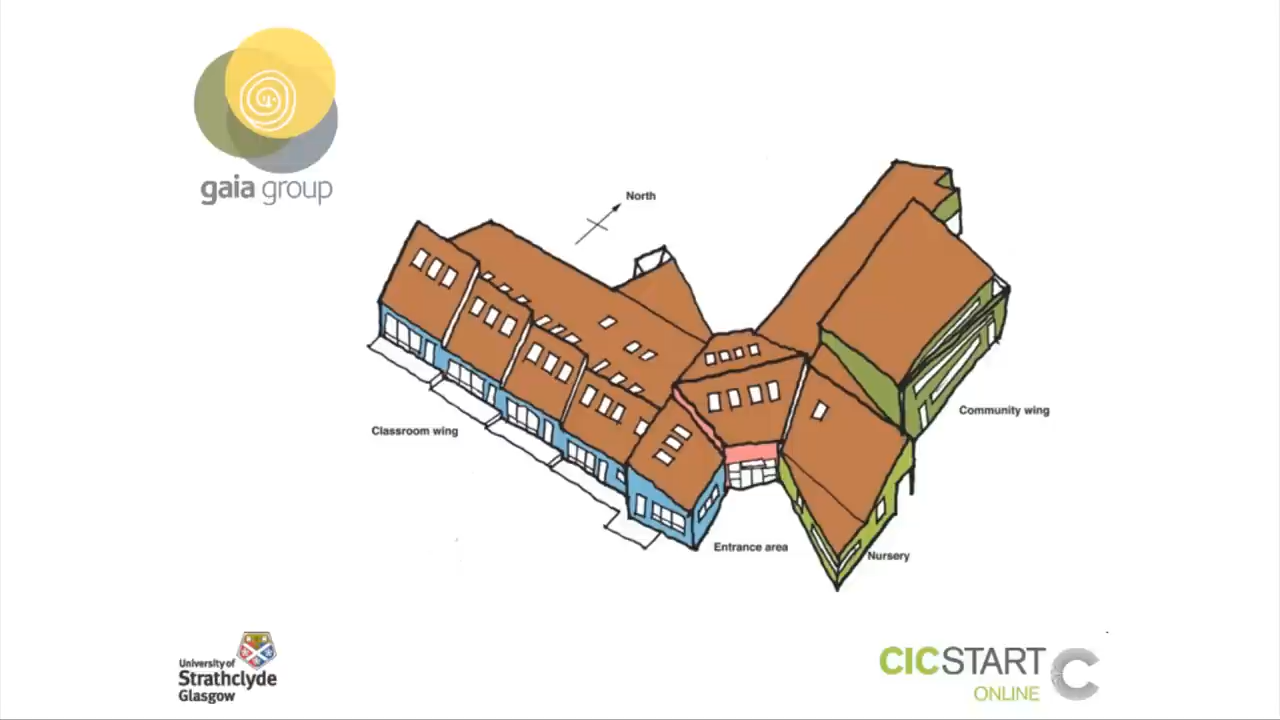 gaia group
North
Classroom wing
Community wing
Entrance area
Nursery
University of
Strathclyde
Glasgow
CICSTART
ONLINE